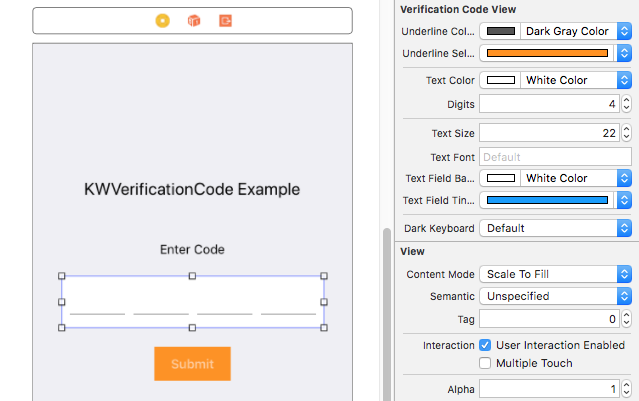 KWVerificationCode Example
Enter Code
Submit
Verification Code View
Underline Col... Dark Gray Color
Underline Sel...
Text Color White Color
Digits 4
Text Size 22
Text Font Default
Text Field Ba... White Color
Text Field Tin...
Dark Keyboard Default
View
Content Mode Scale To Fill
Semantic Unspecified
Tag 0
Interaction User Interaction Enabled
Multiple Touch
Alpha 1